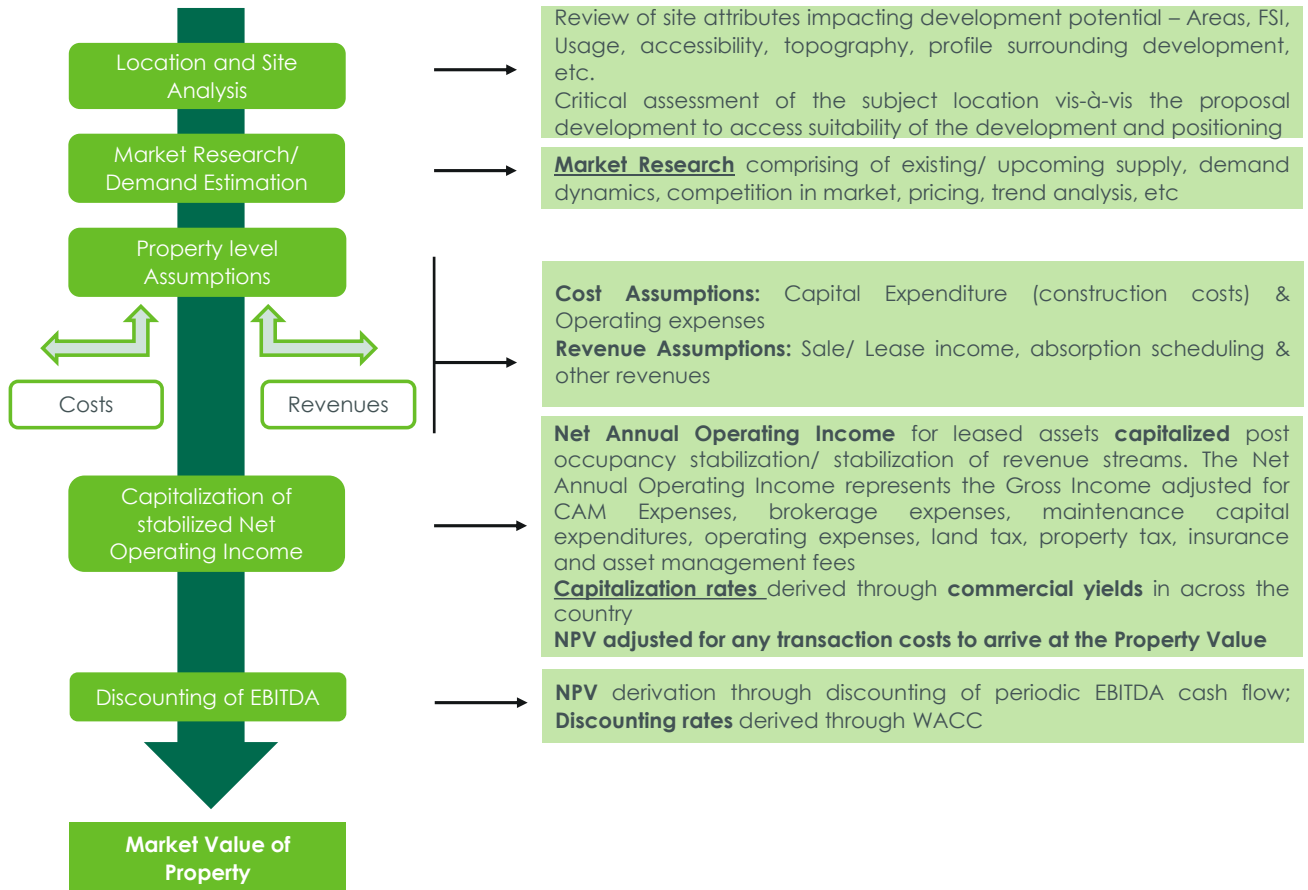 Location and Site
Analysis
Review of site attributes impacting development potential – Areas, FSI,
Usage, accessibility, topography, profile surrounding development,
etc.
Critical assessment of the subject location vis-à-vis the proposal
development to access suitability of the development and positioning
Market Research/
Demand Estimation
Market Research comprising of existing/ upcoming supply, demand
dynamics, competition in market, pricing, trend analysis, etc
Property level
Assumptions
Costs
Revenues
Cost Assumptions: Capital Expenditure (construction costs) &
Operating expenses
Revenue Assumptions: Sale/ Lease income, absorption scheduling &
other revenues
Capitalization of
stabilized Net
Operating Income
Net Annual Operating Income for leased assets capitalized post
occupancy stabilization/ stabilization of revenue streams. The Net
Annual Operating Income represents the Gross Income adjusted for
CAM Expenses, brokerage expenses, maintenance capital
expenditures, operating expenses, land tax, property tax, insurance
and asset management fees
Capitalization rates derived through commercial yields in across the
country
NPV adjusted for any transaction costs to arrive at the Property Value
Discounting of EBITDA
NPV derivation through discounting of periodic EBITDA cash flow;
Discounting rates derived through WACC
Market Value of
Property